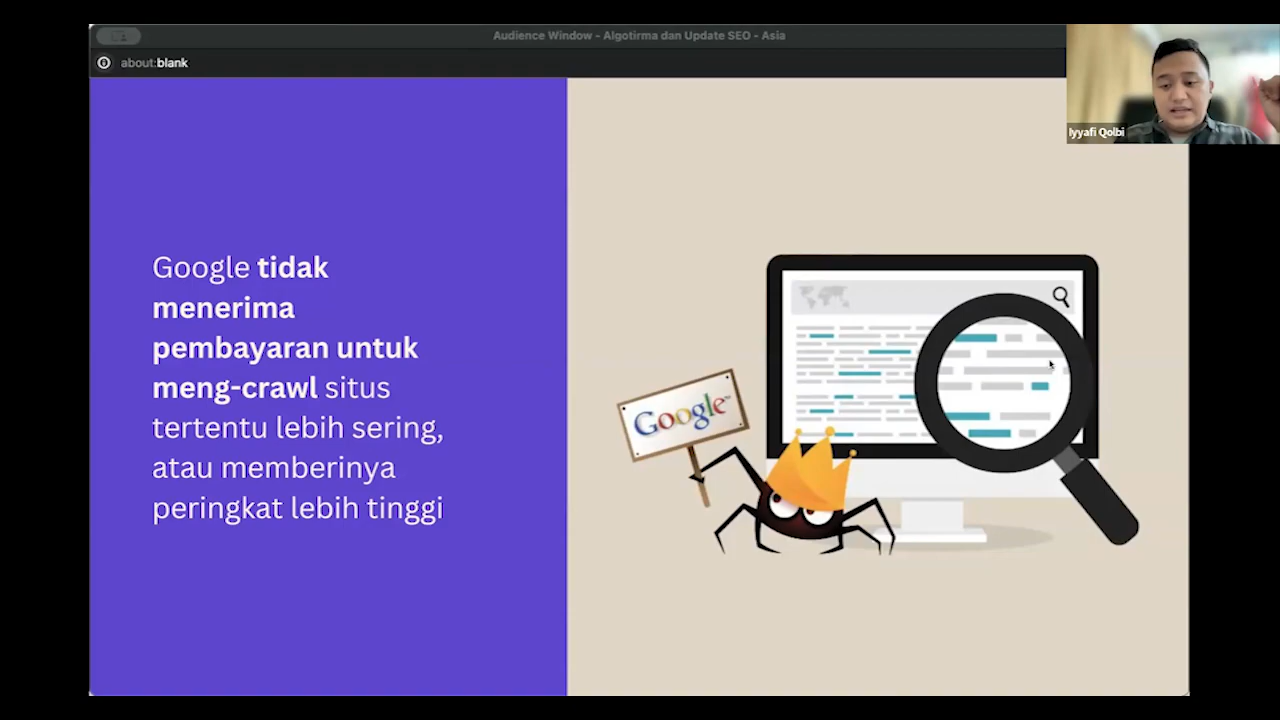 Audience Window - Algotirma dan Update SEO - Asia
about:blank
Iyyafi Qolbi
Google tidak
menerima
pembayaran untuk
meng-crawl situs
tertentu lebih sering,
atau memberinya
peringkat lebih tinggi
Google™